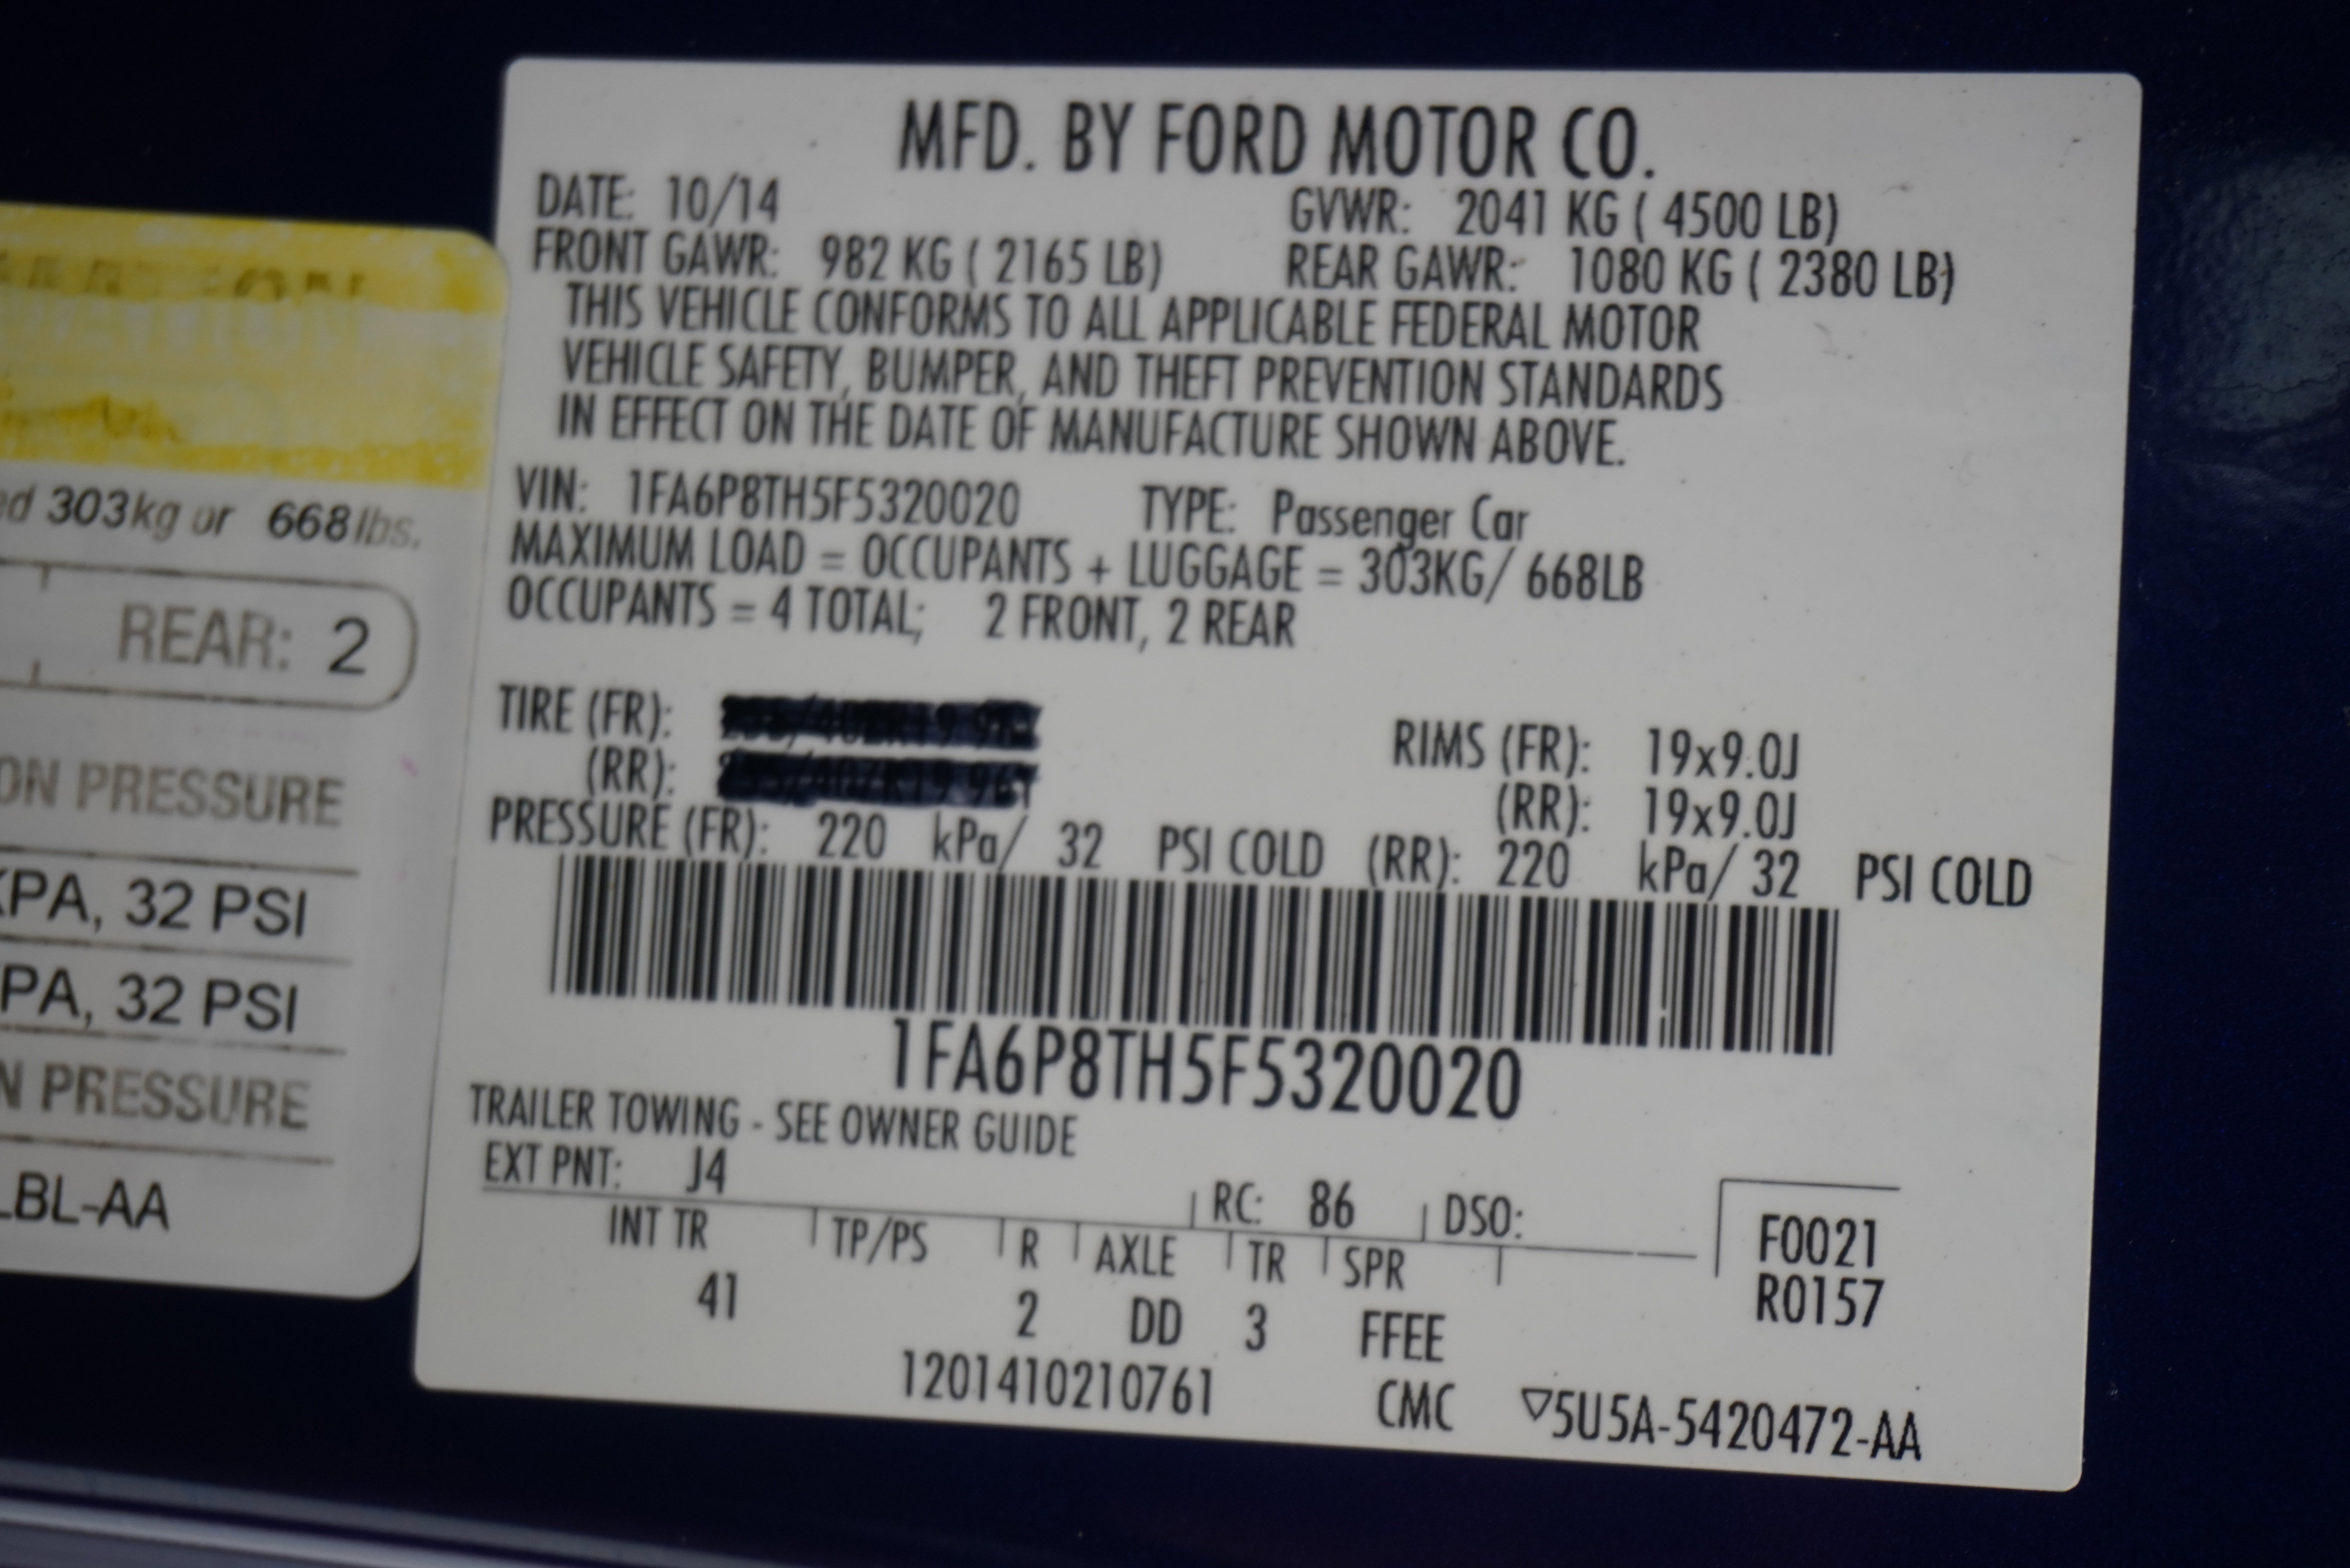 MFD. BY FORD MOTOR CO.
DATE: 10/14 GVWR: 2041 KG ( 4500 LB)
FRONT GAWR: 982 KG ( 2165 LB) REAR GAWR: 1080 KG ( 2380 LB)
THIS VEHICLE CONFORMS TO ALL APPLICABLE FEDERAL MOTOR
VEHICLE SAFETY, BUMPER, AND THEFT PREVENTION STANDARDS
IN EFFECT ON THE DATE OF MANUFACTURE SHOWN ABOVE.
VIN: 1FA6P8TH5F5320020 TYPE: Passenger Car
MAXIMUM LOAD = OCCUPANTS + LUGGAGE = 303KG/ 668LB
OCCUPANTS = 4 TOTAL; 2 FRONT, 2 REAR
TIRE (FR): RIMS (FR): 19x9.0J
(RR): (RR): 19x9.0J
PRESSURE (FR): 220 kPa/ 32 PSI COLD (RR): 220 kPa/ 32 PSI COLD
1FA6P8TH5F5320020
TRAILER TOWING - SEE OWNER GUIDE
EXT PNT: J4 RC: 86 DSO:
INT TR TP/PS R AXLE TR SPR
41 2 DD 3 FFEE
F0021
R0157
1201410210761 CMC ▽5U5A-5420472-AA
303kg or 668lbs.
REAR: 2
ON PRESSURE
KPA, 32 PSI
PA, 32 PSI
N PRESSURE
LBL-AA